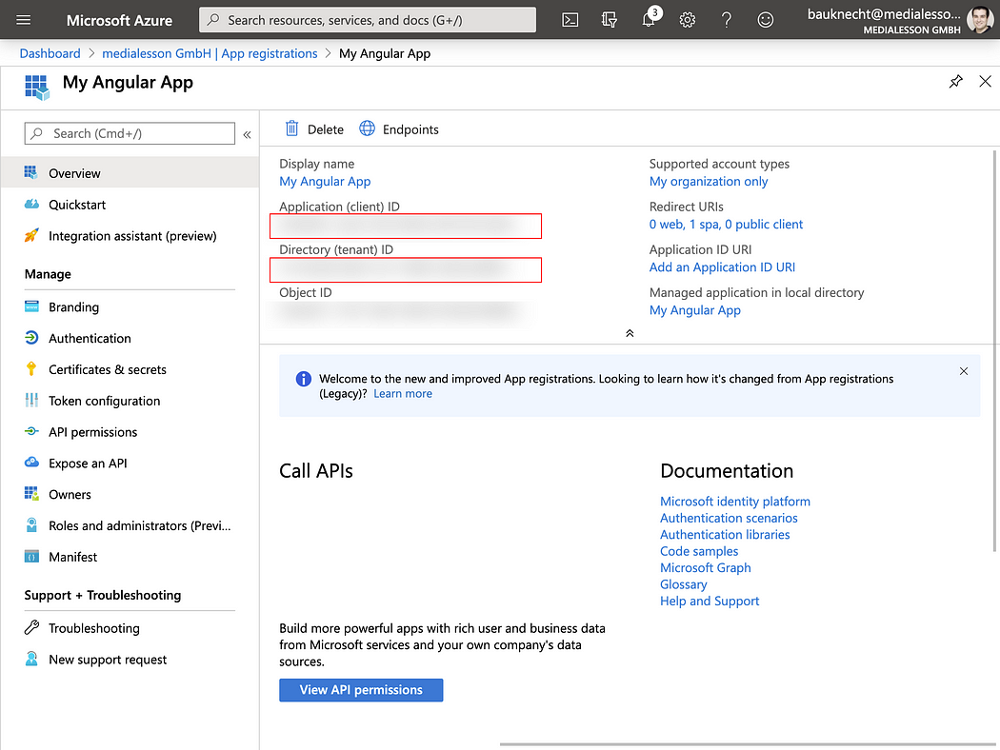 Microsoft Azure
Search resources, services, and docs (G+/)
3
bauknecht@medialesso...
MEDIALESSON GMBH
Dashboard > medialesson GmbH | App registrations > My Angular App
My Angular App
Search (Cmd+/)
«
Overview
Quickstart
Integration assistant (preview)
Manage
Branding
Authentication
Certificates & secrets
Token configuration
API permissions
Expose an API
Owners
Roles and administrators (Previ...
Manifest
Support + Troubleshooting
Troubleshooting
New support request
Delete
Endpoints
Display name
My Angular App
Application (client) ID
Directory (tenant) ID
Object ID
Supported account types
My organization only
Redirect URIs
0 web, 1 spa, 0 public client
Application ID URI
Add an Application ID URI
Managed application in local directory
My Angular App
Welcome to the new and improved App registrations. Looking to learn how it's changed from App registrations
(Legacy)? Learn more
Call APIs
Build more powerful apps with rich user and business data
from Microsoft services and your own company's data
sources.
View API permissions
Documentation
Microsoft identity platform
Authentication scenarios
Authentication libraries
Code samples
Microsoft Graph
Glossary
Help and Support